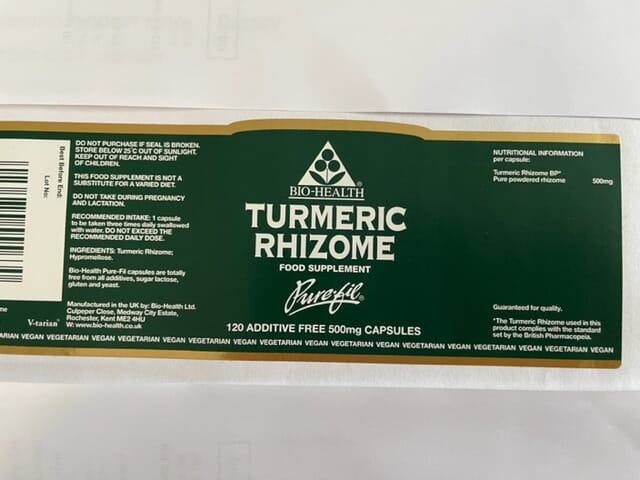 Best Before End:
Lot No:
me
V-tarian
DO NOT PURCHASE IF SEAL IS BROKEN.
STORE BELOW 25°C OUT OF SUNLIGHT.
KEEP OUT OF REACH AND SIGHT
OF CHILDREN.
THIS FOOD SUPPLEMENT IS NOT A
SUBSTITUTE FOR A VARIED DIET.
DO NOT TAKE DURING PREGNANCY
AND LACTATION.
RECOMMENDED INTAKE: 1 capsule
to be taken three times daily swallowed
with water. DO NOT EXCEED THE
RECOMMENDED DAILY DOSE.
INGREDIENTS: Turmeric Rhizome;
Hypromellose.
Bio-Health Pure-Fil capsules are totally
free from all additives, sugar lactose,
gluten and yeast.
Manufactured in the UK by: Bio-Health Ltd.
Culpeper Close, Medway City Estate,
Rochester, Kent ME2 4HU
W: www.bio-health.co.uk
BIO-HEALTH®
TURMERIC
RHIZOME
FOOD SUPPLEMENT
Pure-fil®
120 ADDITIVE FREE 500mg CAPSULES
NUTRITIONAL INFORMATION
per capsule:
Turmeric Rhizome BP*
Pure powdered rhizome 500mg
Guaranteed for quality.
*The Turmeric Rhizome used in this
product complies with the standard
set by the British Pharmacopeia.
ARIAN VEGAN VEGETARIAN VEGAN VEGETARIAN VEGAN VEGETARIAN VEGAN VEGETARIAN VEGAN VEGETARIAN VEGAN VEGETARIAN VEGAN VEGETARIAN VEGAN VEGETARIAN VEGAN VEGETARIAN VEGAN